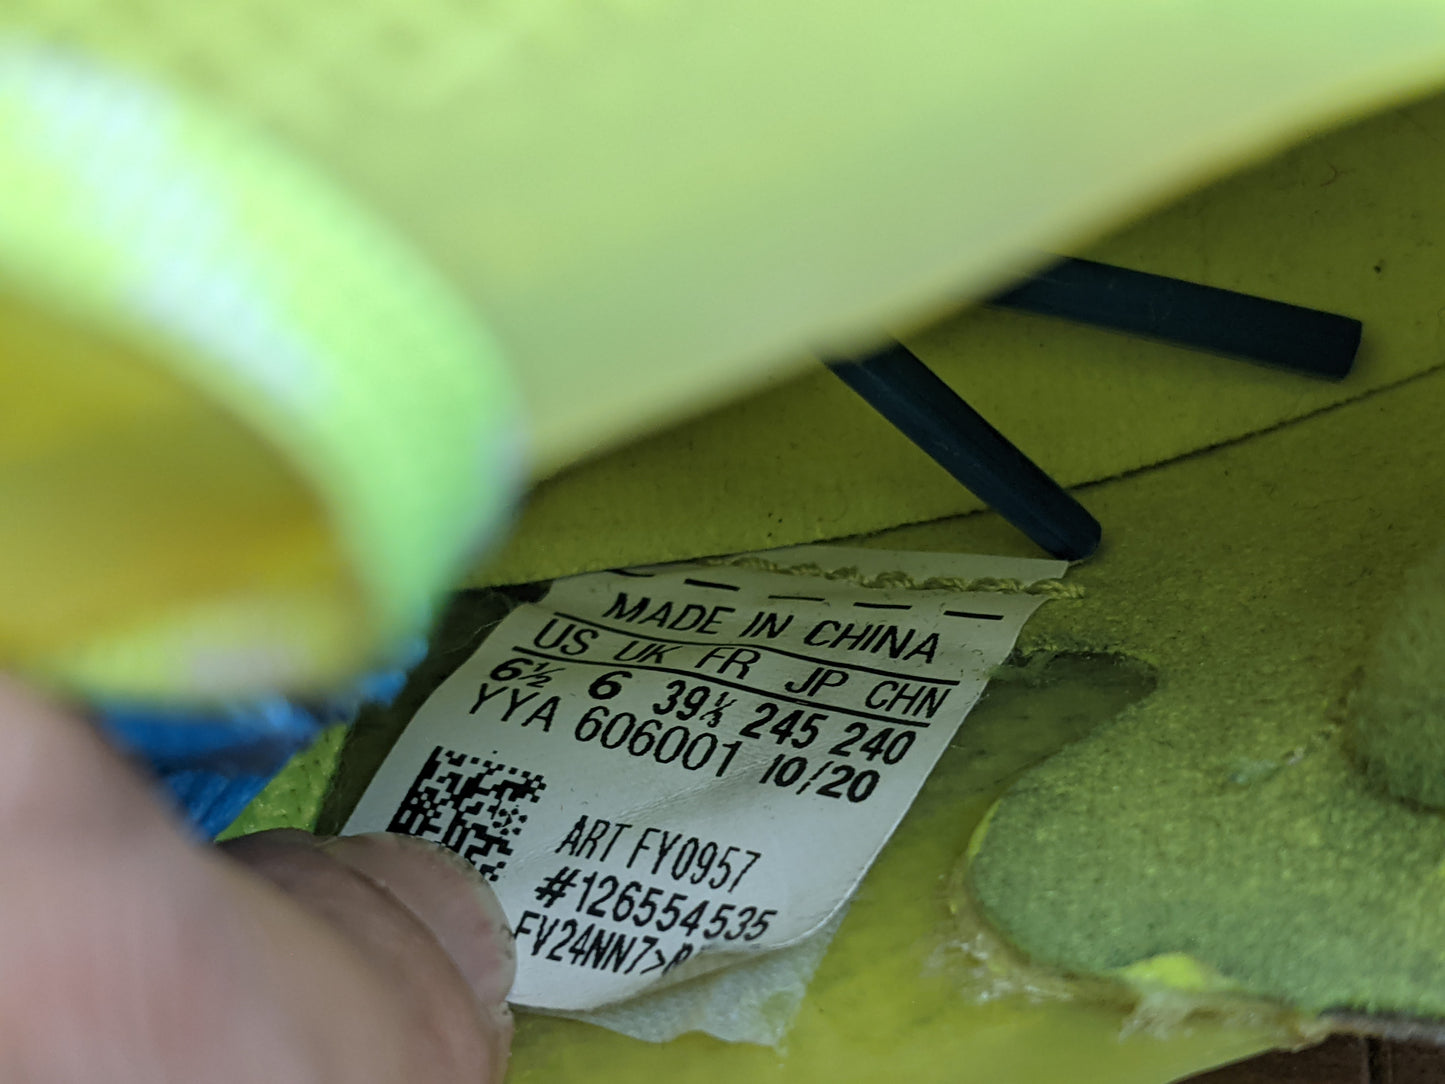 MADE IN CHINA
US UK FR JP CHN
6½ 6 39⅓ 245 240
YYA 606001 10/20
ART FY0957
#126554535